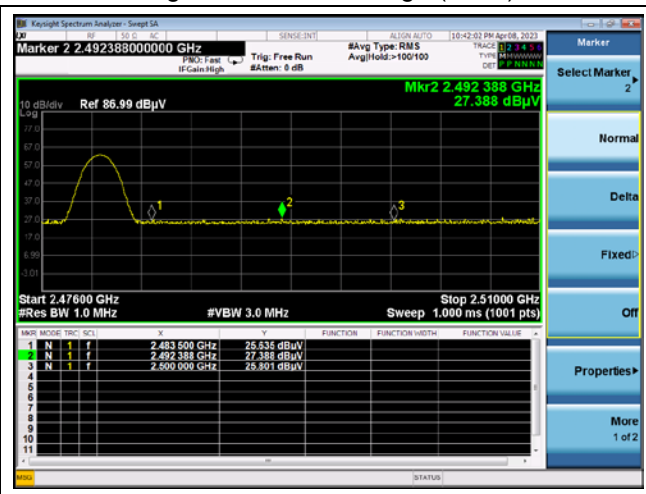 Keysight Spectrum Analyzer - Swept SA
RF 50 Ω AC SENSE:INT ALIGN AUTO 10:42:02 PM Apr 08, 2023
Marker 2 2.492388000000 GHz
PNO: Fast
IFGain:High
Trig: Free Run
#Atten: 0 dB
#Avg Type: RMS
Avg|Hold:>100/100
TRACE 1 2 3 4 5 6
TYPE MWWWWW
DET P P N N N N
Mkr2 2.492 388 GHz
27.388 dBµV
10 dB/div Ref 86.99 dBµV
Log
77.0
67.0
57.0
47.0
37.0
27.0
17.0
6.99
-3.01
1
2
3
Start 2.47600 GHz Stop 2.51000 GHz
#Res BW 1.0 MHz #VBW 3.0 MHz Sweep 1.000 ms (1001 pts)
MKR MODE TRC SCL X Y FUNCTION FUNCTION WIDTH FUNCTION VALUE
1 N 1 f 2.483 500 GHz 25.635 dBuV
2 N 1 f 2.492 388 GHz 27.388 dBuV
3 N 1 f 2.500 000 GHz 25.801 dBuV
4
5
6
7
8
9
10
11
MSG STATUS
Marker
Select Marker
2
Normal
Delta
Fixed
Off
Properties
More
1 of 2